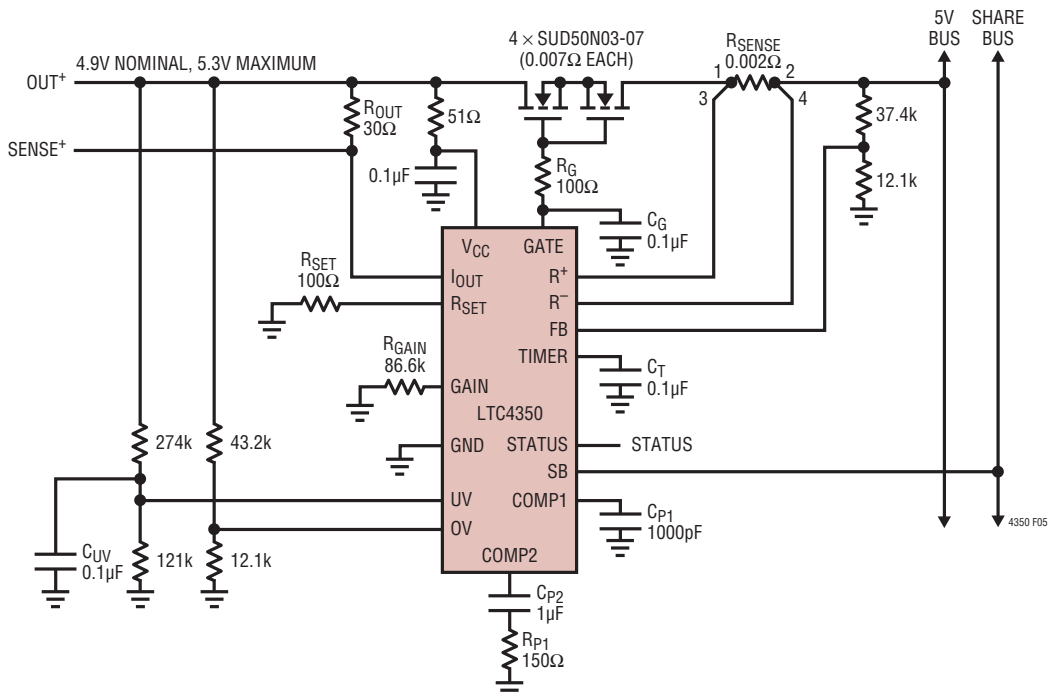 4 × SUD50N03-07
(0.007Ω EACH)
5V
BUS
SHARE
BUS
RSENSE
0.002Ω
4.9V NOMINAL, 5.3V MAXIMUM
OUT+
1
2
3
4
ROUT
30Ω
51Ω
37.4k
SENSE+
0.1µF
RG
100Ω
12.1k
CG
0.1µF
VCC
GATE
RSET
100Ω
IOUT
R+
RSET
R−
FB
RGAIN
86.6k
TIMER
CT
0.1µF
GAIN
LTC4350
274k
43.2k
GND
STATUS
STATUS
SB
UV
COMP1
OV
CP1
1000pF
4350 F05
CUV
0.1µF
121k
12.1k
COMP2
CP2
1µF
RP1
150Ω